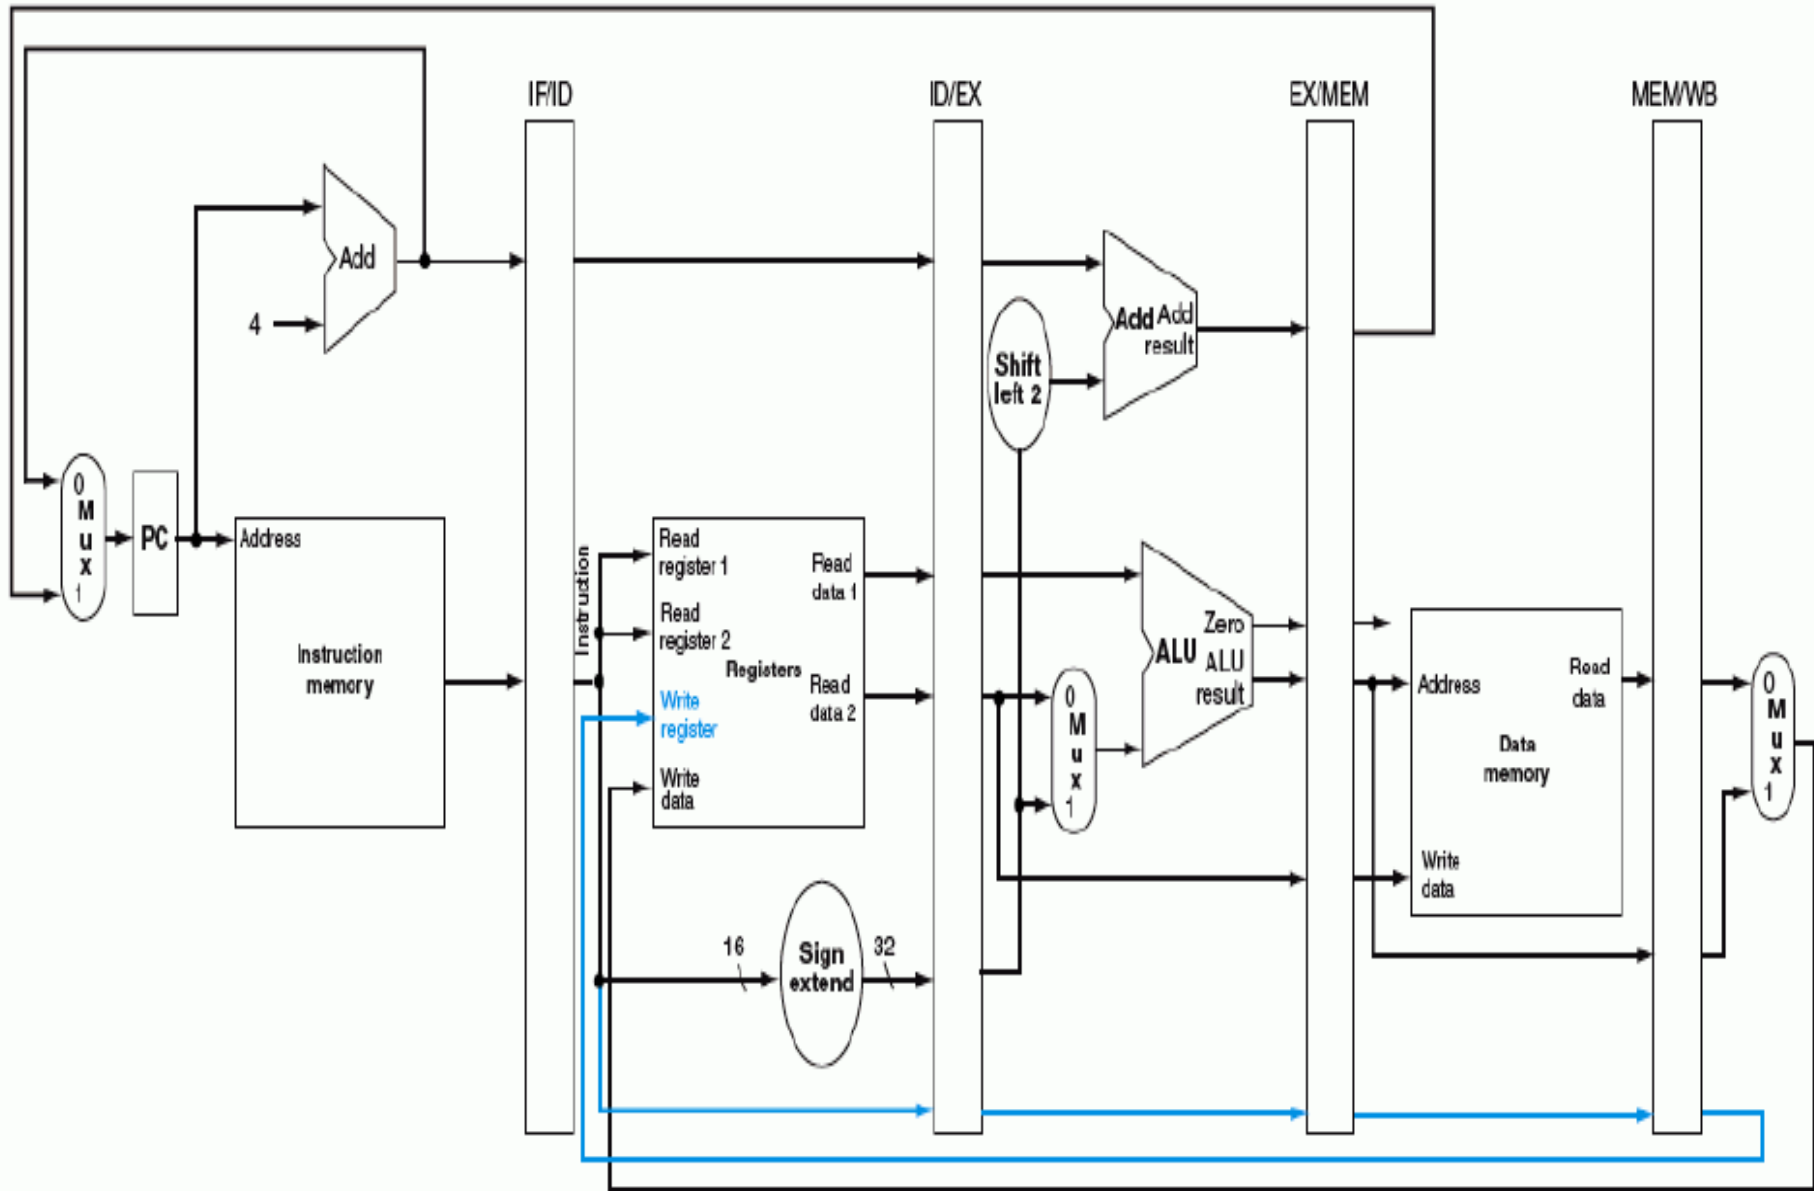 IF/ID
ID/EX
EX/MEM
MEM/WB
Add
4
Add Add
result
Shift
left 2
0
M
u
x
1
PC
Address
Instruction
memory
Instruction
Read
register 1
Read
register 2
Write
register
Write
data
Registers
Read
data 1
Read
data 2
16
Sign
extend
32
0
M
u
x
1
Zero
ALU
ALU
result
Address
Read
data
Data
memory
Write
data
0
M
u
x
1